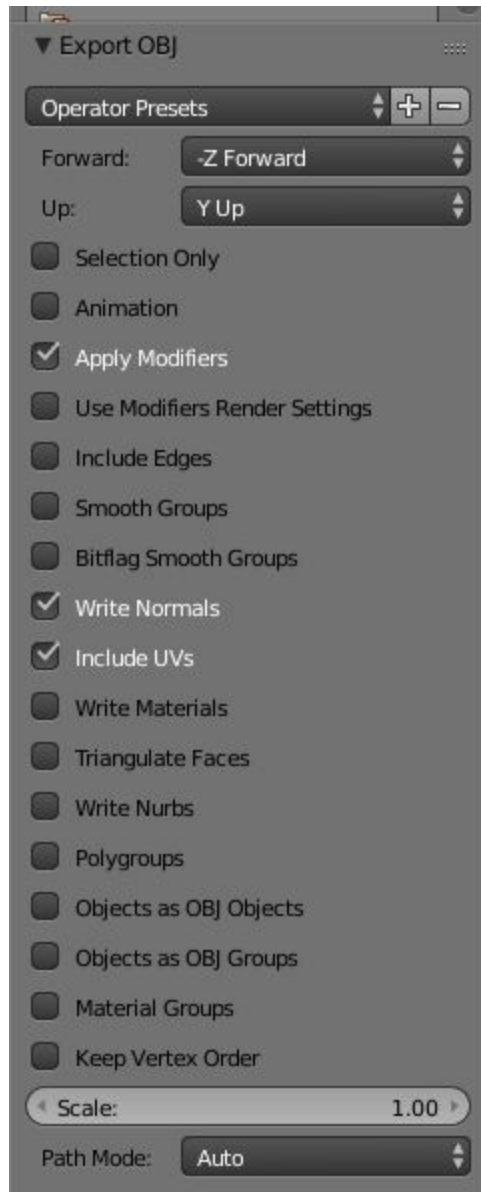 Export OBJ
Operator Presets
Forward: -Z Forward
Up: Y Up
Selection Only
Animation
Apply Modifiers
Use Modifiers Render Settings
Include Edges
Smooth Groups
Bitflag Smooth Groups
Write Normals
Include UVs
Write Materials
Triangulate Faces
Write Nurbs
Polygroups
Objects as OBJ Objects
Objects as OBJ Groups
Material Groups
Keep Vertex Order
Scale: 1.00
Path Mode: Auto